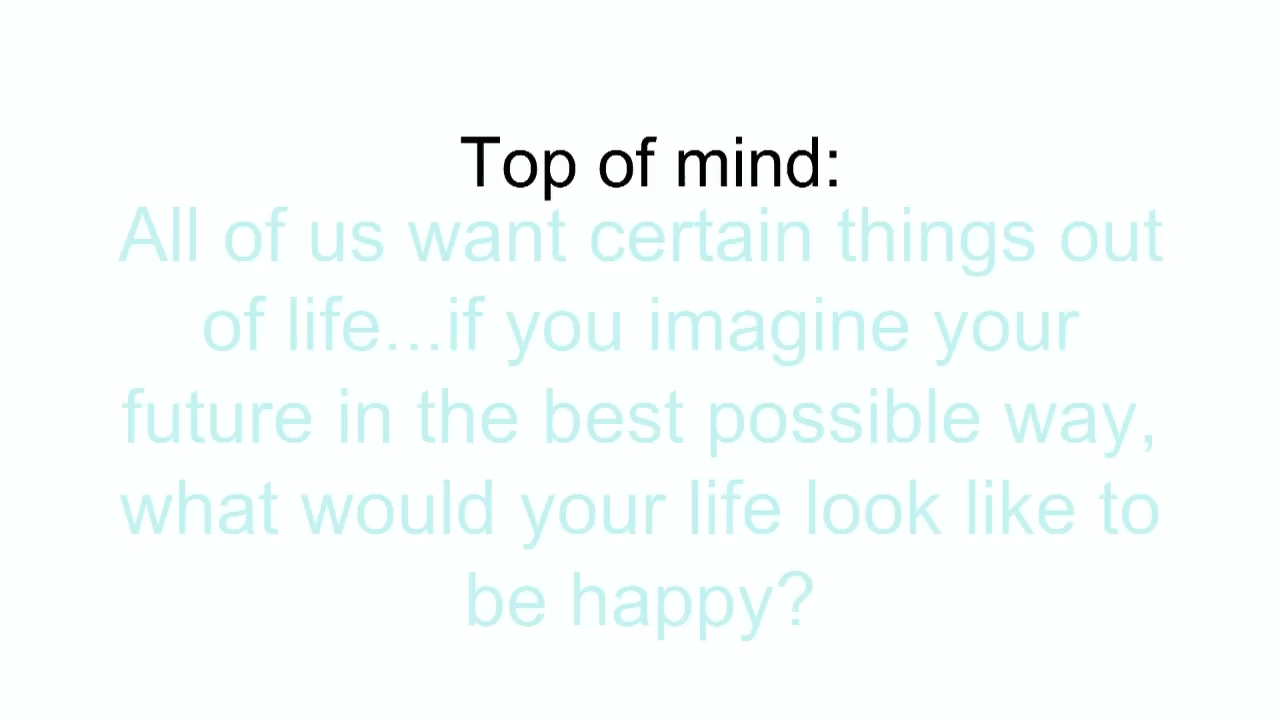 Top of mind:
All of us want certain things out
of life...if you imagine your
future in the best possible way,
what would your life look like to
be happy?